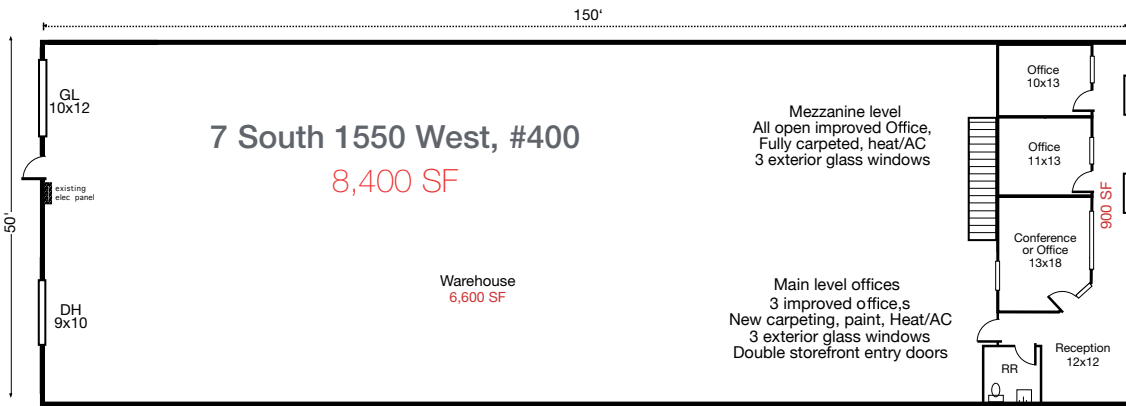 150‘
50'
GL
10x12
existing
elec panel
DH
9x10
7 South 1550 West, #400
8,400 SF
Warehouse
6,600 SF
Mezzanine level
All open improved Office,
Fully carpeted, heat/AC
3 exterior glass windows
Main level offices
3 improved office,s
New carpeting, paint, Heat/AC
3 exterior glass windows
Double storefront entry doors
Office
10x13
Office
11x13
Conference
or Office
13x18
900 SF
Reception
12x12
RR